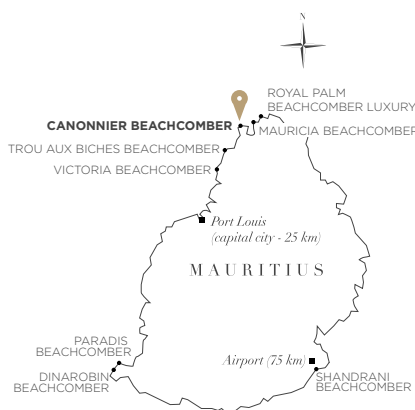 N
ROYAL PALM
BEACHCOMBER LUXURY
CANONNIER BEACHCOMBER
MAURICIA BEACHCOMBER
TROU AUX BICHES BEACHCOMBER
VICTORIA BEACHCOMBER
Port Louis
(capital city - 25 km)
MAURITIUS
PARADIS
BEACHCOMBER
Airport (75 km)
DINAROBIN
BEACHCOMBER
SHANDRANI
BEACHCOMBER